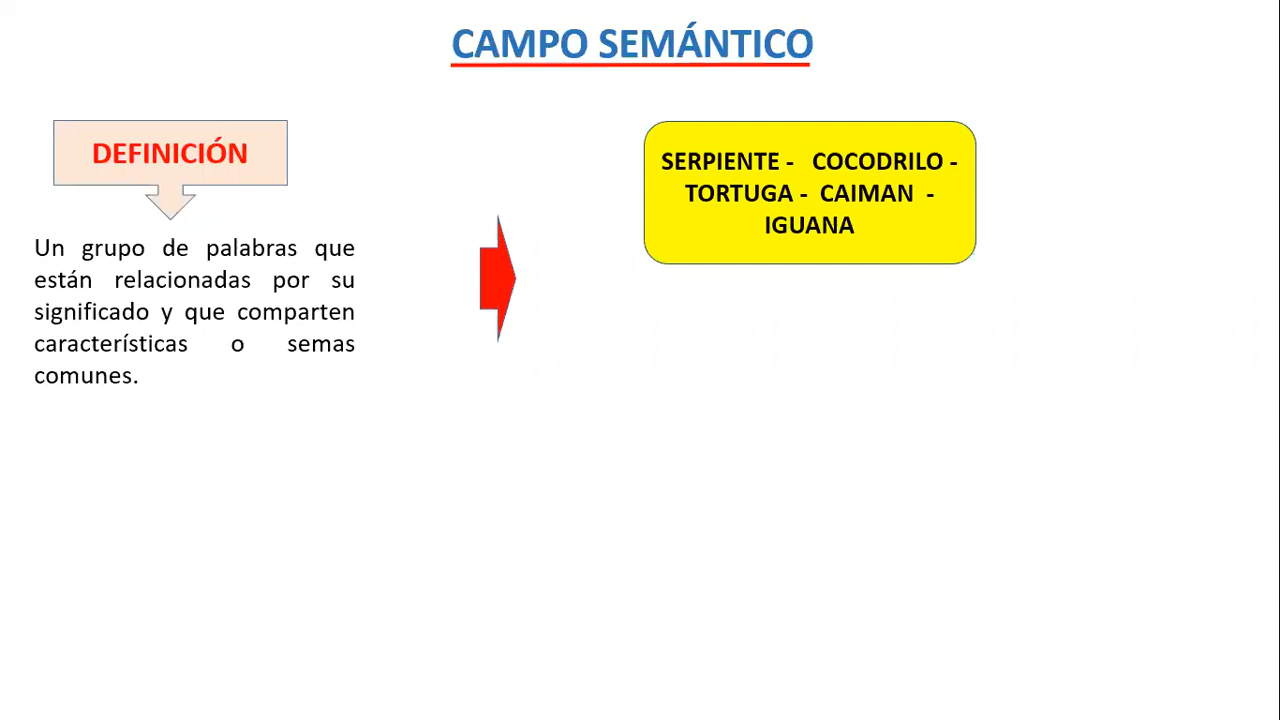 CAMPO SEMÁNTICO
DEFINICIÓN
Un grupo de palabras que
están relacionadas por su
significado y que comparten
características o semas
comunes.
SERPIENTE - COCODRILO -
TORTUGA - CAIMAN -
IGUANA